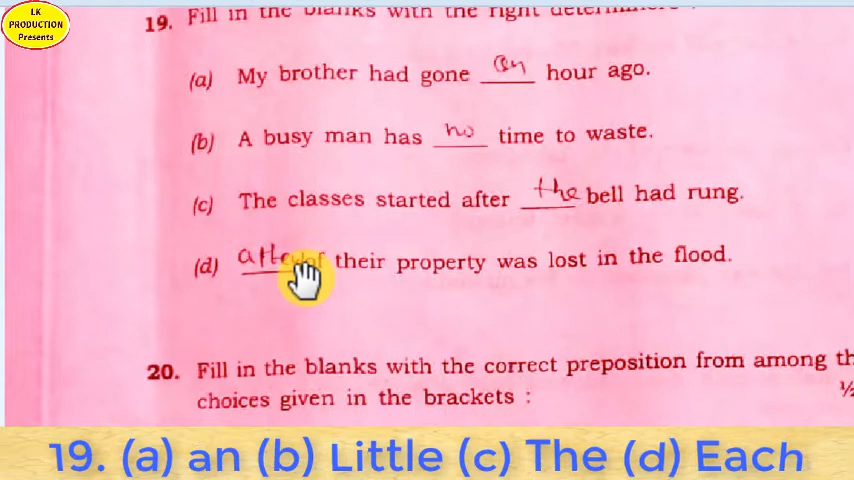 LK
PRODUCTION
Presents
19. Fill in the blanks with the right determiners :
(a) My brother had gone an hour ago.
(b) A busy man has no time to waste.
(c) The classes started after the bell had rung.
(d) of their property was lost in the flood.
20. Fill in the blanks with the correct preposition from among th
choices given in the brackets : ½
19. (a) an (b) Little (c) The (d) Each